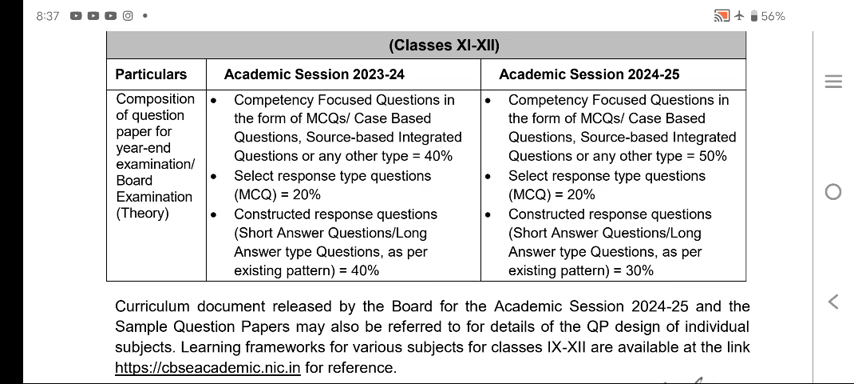 8:37
56%
(Classes XI-XII)
Particulars
Academic Session 2023-24
Academic Session 2024-25
Composition
of question
paper for
year-end
examination/
Board
Examination
(Theory)
• Competency Focused Questions in
the form of MCQs/ Case Based
Questions, Source-based Integrated
Questions or any other type = 40%
• Select response type questions
(MCQ) = 20%
• Constructed response questions
(Short Answer Questions/Long
Answer type Questions, as per
existing pattern) = 40%
• Competency Focused Questions in
the form of MCQs/ Case Based
Questions, Source-based Integrated
Questions or any other type = 50%
• Select response type questions
(MCQ) = 20%
• Constructed response questions
(Short Answer Questions/Long
Answer type Questions, as per
existing pattern) = 30%
Curriculum document released by the Board for the Academic Session 2024-25 and the
Sample Question Papers may also be referred to for details of the QP design of individual
subjects. Learning frameworks for various subjects for classes IX-XII are available at the link
https://cbseacademic.nic.in for reference.